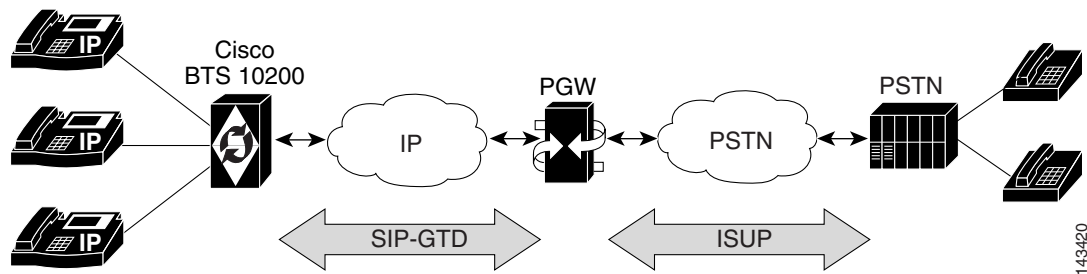 IP
Cisco
BTS 10200
PGW
PSTN
IP
IP
PSTN
SIP-GTD
ISUP
IP
143420